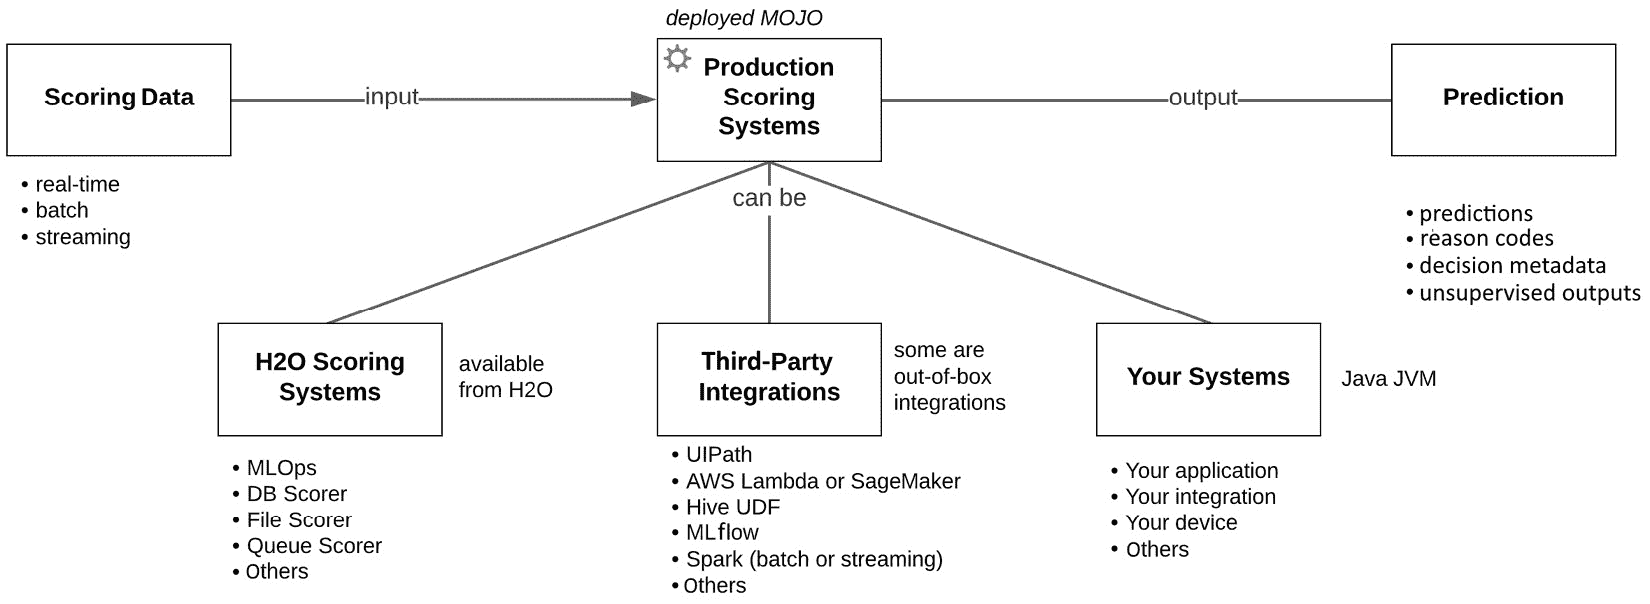 deployed MOJO
Scoring Data
input
Production
Scoring
Systems
output
Prediction
• real-time
• batch
• streaming
can be
• predictions
• reason codes
• decision metadata
• unsupervised outputs
H2O Scoring
Systems
available
from H2O
Third-Party
Integrations
some are
out-of-box
integrations
Your Systems
Java JVM
• MLOps
• DB Scorer
• File Scorer
• Queue Scorer
• Others
• UIPath
• AWS Lambda or SageMaker
• Hive UDF
• MLflow
• Spark (batch or streaming)
• Others
• Your application
• Your integration
• Your device
• Others